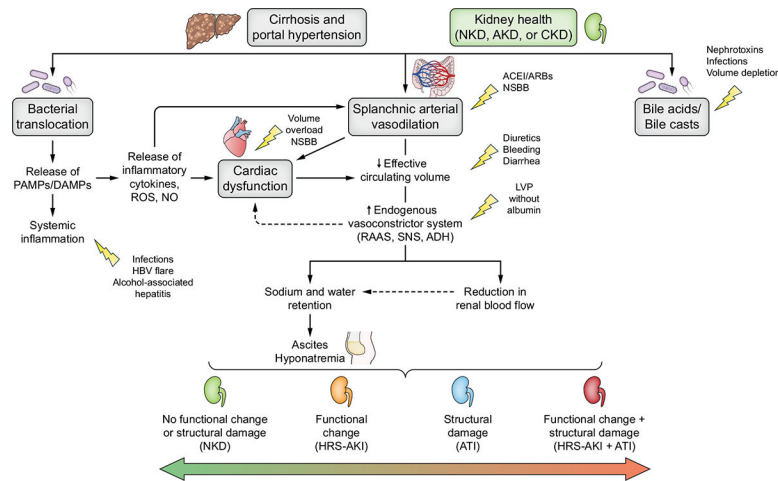 Cirrhosis and
portal hypertension
Kidney health
(NKD, AKD, or CKD)
Nephrotoxins
Infections
Volume depletion
ACEI/ARBs
NSBB
Bacterial
translocation
Splanchnic arterial
vasodilation
Bile acids/
Bile casts
Volume
overload
NSBB
Diuretics
Bleeding
Diarrhea
Release of
PAMPs/DAMPs
Release of
inflammatory
cytokines,
ROS, NO
Cardiac
dysfunction
↓ Effective
circulating volume
LVP
without
albumin
↑ Endogenous
vasoconstrictor system
(RAAS, SNS, ADH)
Systemic
inflammation
Infections
HBV flare
Alcohol-associated
hepatitis
Sodium and water
retention
Reduction in
renal blood flow
Ascites
Hyponatremia
No functional change
or structural damage
(NKD)
Functional
change
(HRS-AKI)
Structural
damage
(ATI)
Functional change +
structural damage
(HRS-AKI + ATI)